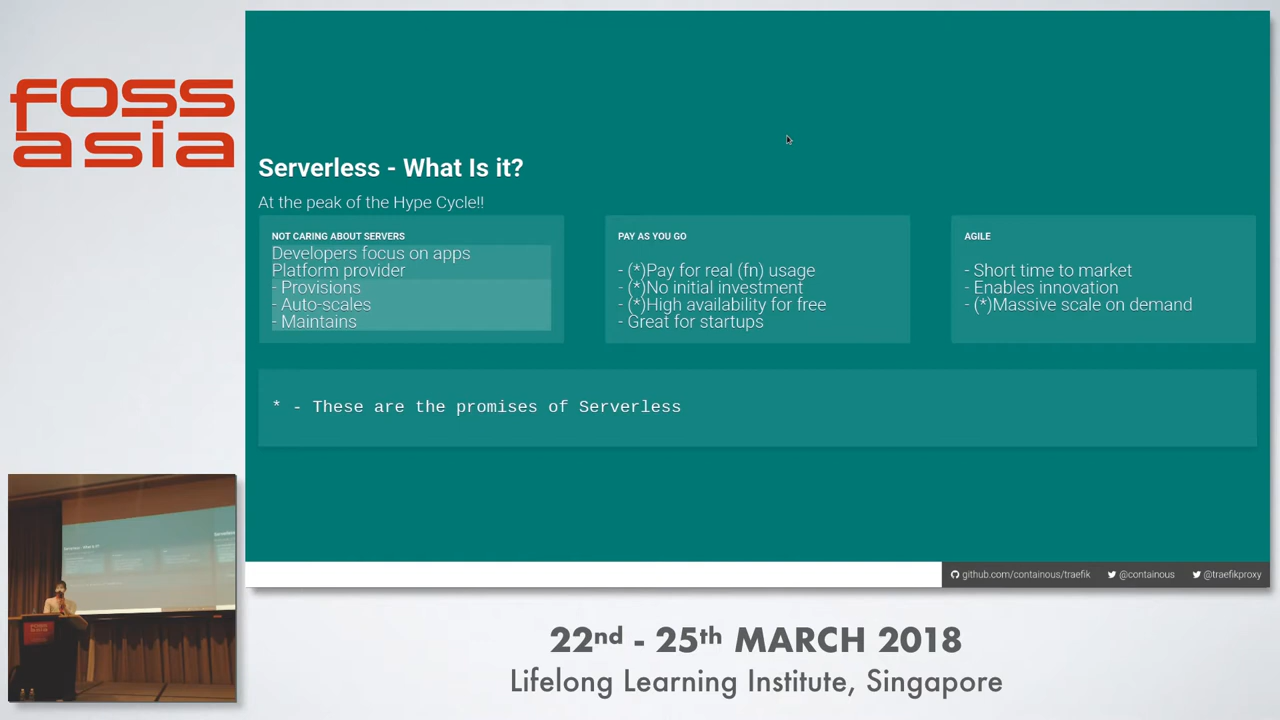 foss
asia
Serverless - What Is it?
At the peak of the Hype Cycle!!
NOT CARING ABOUT SERVERS
Developers focus on apps
Platform provider
- Provisions
- Auto-scales
- Maintains
PAY AS YOU GO
- (*)Pay for real (fn) usage
- (*)No initial investment
- (*)High availability for free
- Great for startups
AGILE
- Short time to market
- Enables innovation
- (*)Massive scale on demand
* - These are the promises of Serverless
github.com/containous/traefik @containous @traefikproxy
22nd - 25th MARCH 2018
Lifelong Learning Institute, Singapore